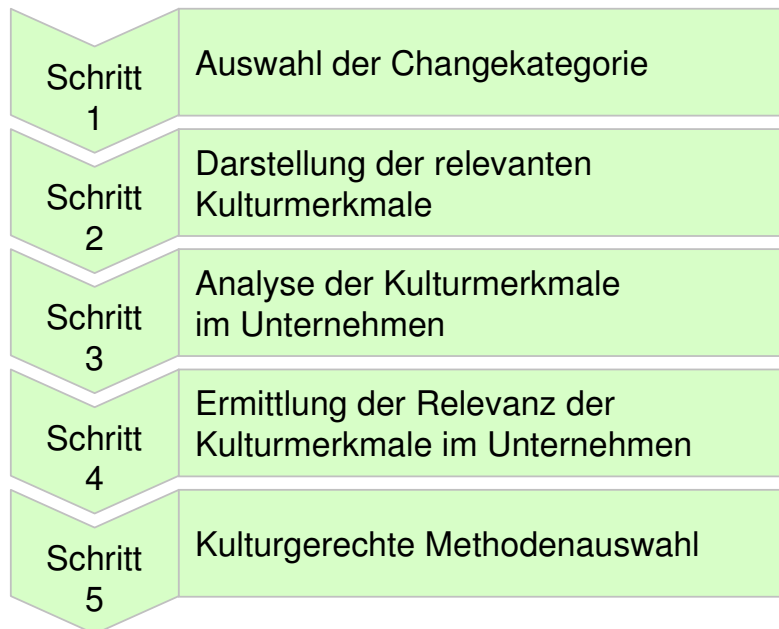 Schritt
1
Auswahl der Changekategorie
Schritt
2
Darstellung der relevanten
Kulturmerkmale
Schritt
3
Analyse der Kulturmerkmale
im Unternehmen
Schritt
4
Ermittlung der Relevanz der
Kulturmerkmale im Unternehmen
Schritt
5
Kulturgerechte Methodenauswahl